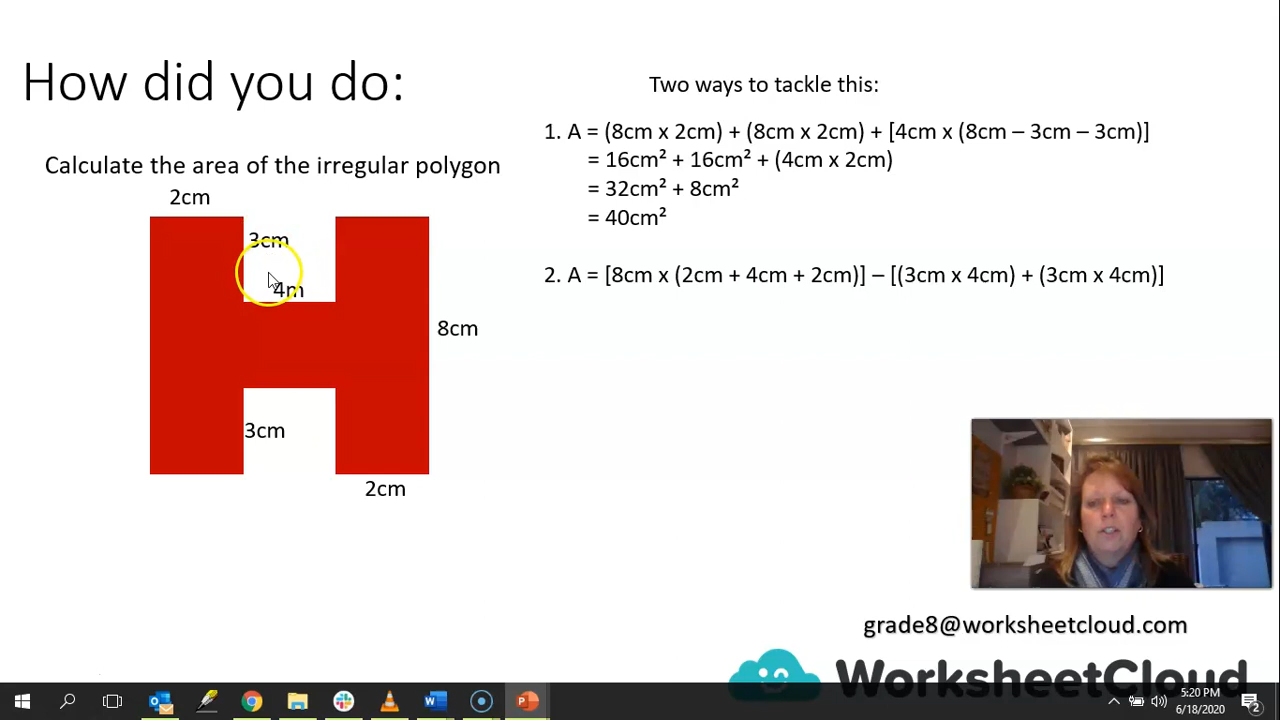 How did you do:
Calculate the area of the irregular polygon
2cm
3cm
4m
8cm
3cm
2cm
Two ways to tackle this:
1. A = (8cm x 2cm) + (8cm x 2cm) + [4cm x (8cm – 3cm – 3cm)]
= 16cm² + 16cm² + (4cm x 2cm)
= 32cm² + 8cm²
= 40cm²
2. A = [8cm x (2cm + 4cm + 2cm)] – [(3cm x 4cm) + (3cm x 4cm)]
grade8@worksheetcloud.com
WorksheetCloud
5:20 PM
6/18/2020
2